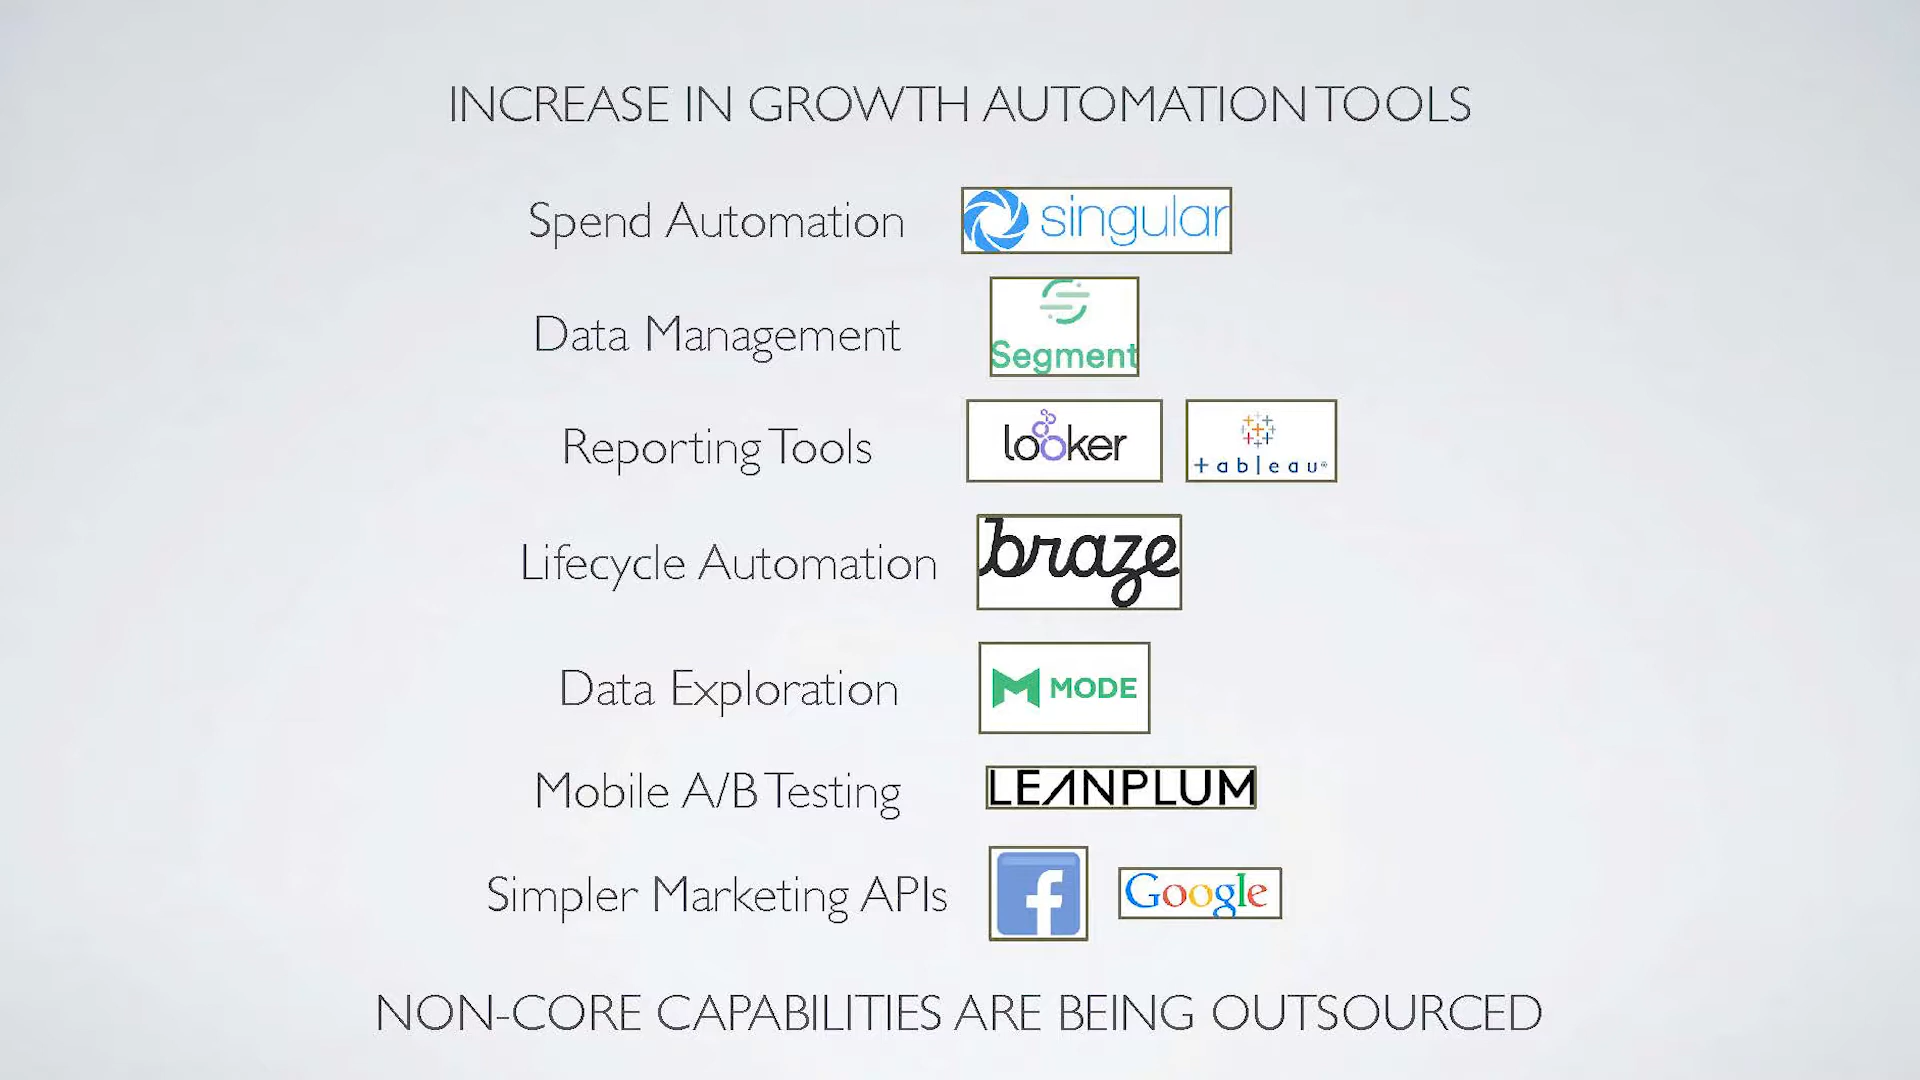 INCREASE IN GROWTH AUTOMATION TOOLS
Spend Automation singular
Data Management Segment
Reporting Tools looker tableau®
Lifecycle Automation braze
Data Exploration MODE
Mobile A/B Testing LEANPLUM
Simpler Marketing APIs f Google
NON-CORE CAPABILITIES ARE BEING OUTSOURCED